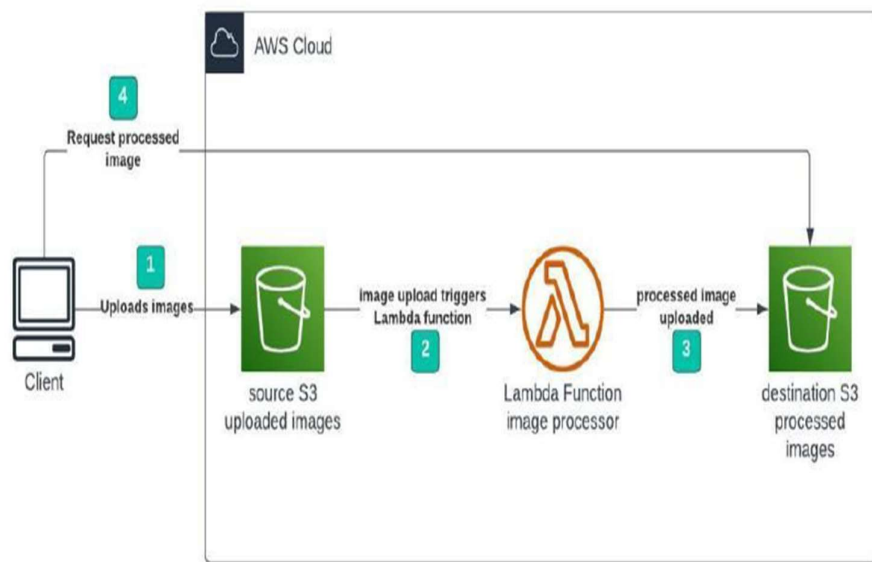 AWS Cloud
4
Request processed
image
1
Uploads images
image upload triggers
Lambda function
2
processed image
uploaded
3
Client
source S3
uploaded images
Lambda Function
image processor
destination S3
processed
images